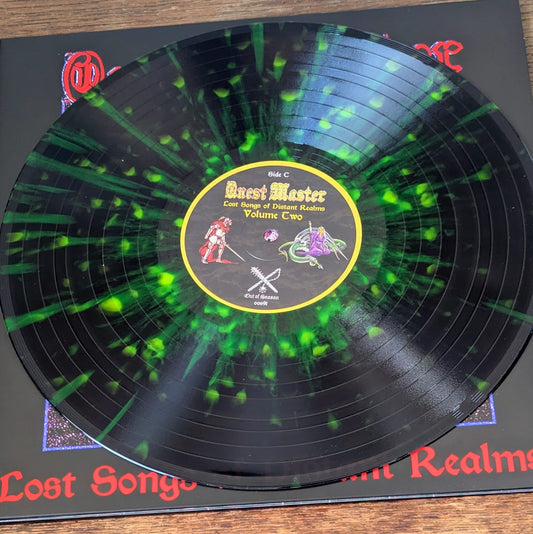 Side C
Quest Master
Lost Songs of Distant Realms
Volume Two
Out of Season
Lost Songs Realms